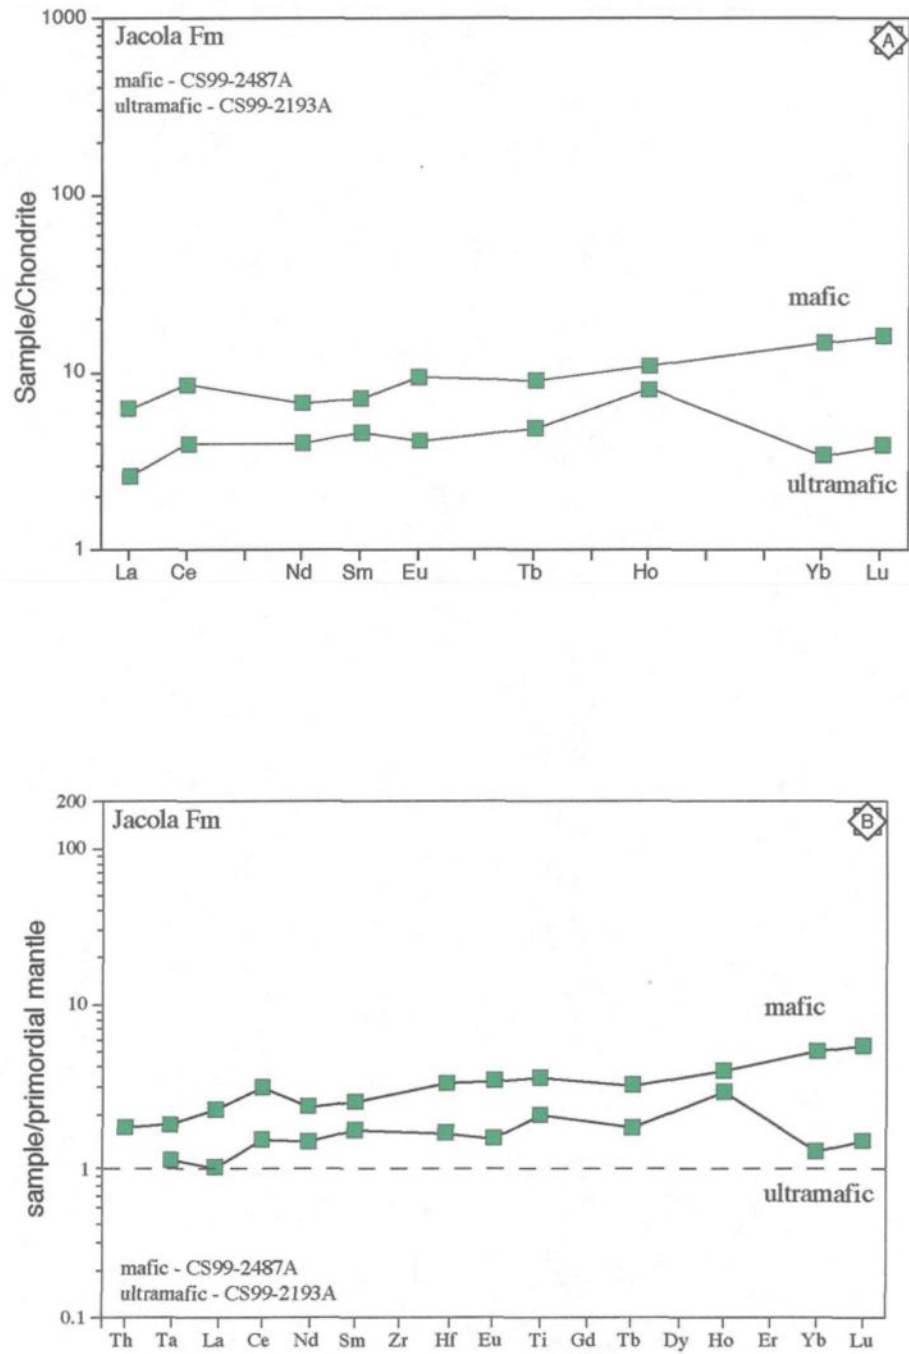 1000
Jacola Fm
A
mafic - CS99-2487A
ultramafic - CS99-2193A
Sample/Chondrite
100
mafic
10
ultramafic
1
La Ce Nd Sm Eu Tb Ho Yb Lu
200
Jacola Fm
B
100
sample/primordial mantle
10
mafic
1
ultramafic
mafic - CS99-2487A
ultramafic - CS99-2193A
0.1
Th Ta La Ce Nd Sm Zr Hf Eu Ti Gd Tb Dy Ho Er Yb Lu